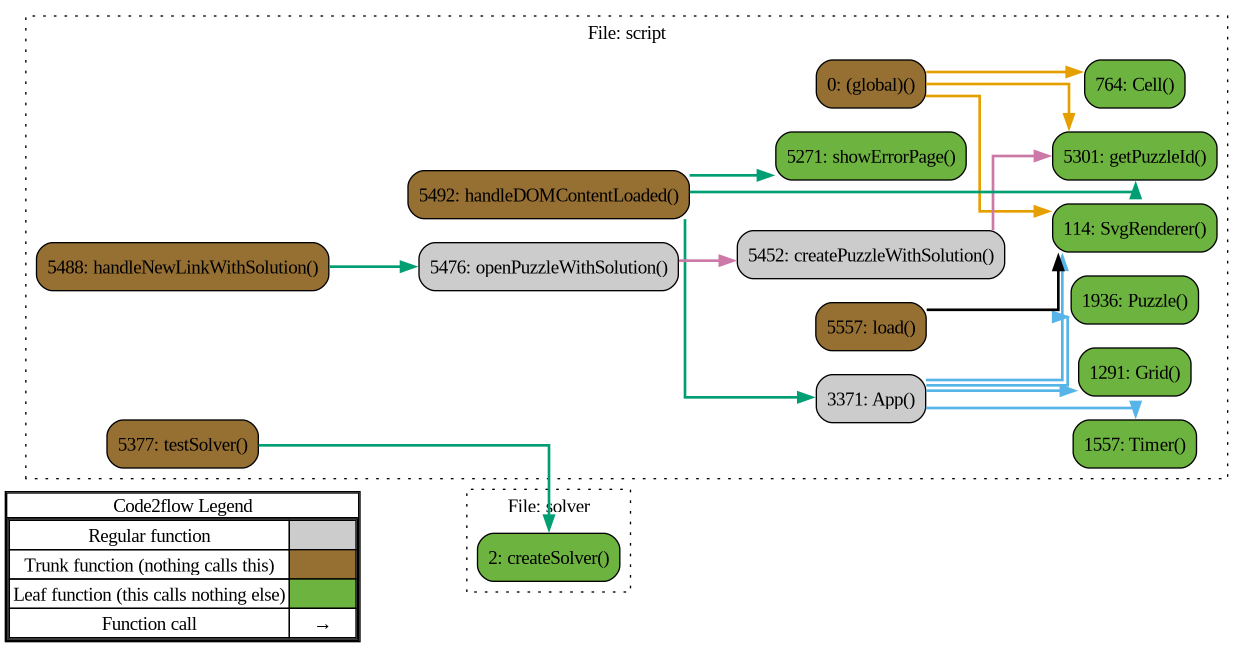 File: script
0: (global)()
764: Cell()
5271: showErrorPage()
5301: getPuzzleId()
5492: handleDOMContentLoaded()
114: SvgRenderer()
5488: handleNewLinkWithSolution()
5476: openPuzzleWithSolution()
5452: createPuzzleWithSolution()
1936: Puzzle()
5557: load()
1291: Grid()
3371: App()
5377: testSolver()
1557: Timer()
Code2flow Legend
Regular function
Trunk function (nothing calls this)
Leaf function (this calls nothing else)
Function call →
File: solver
2: createSolver()